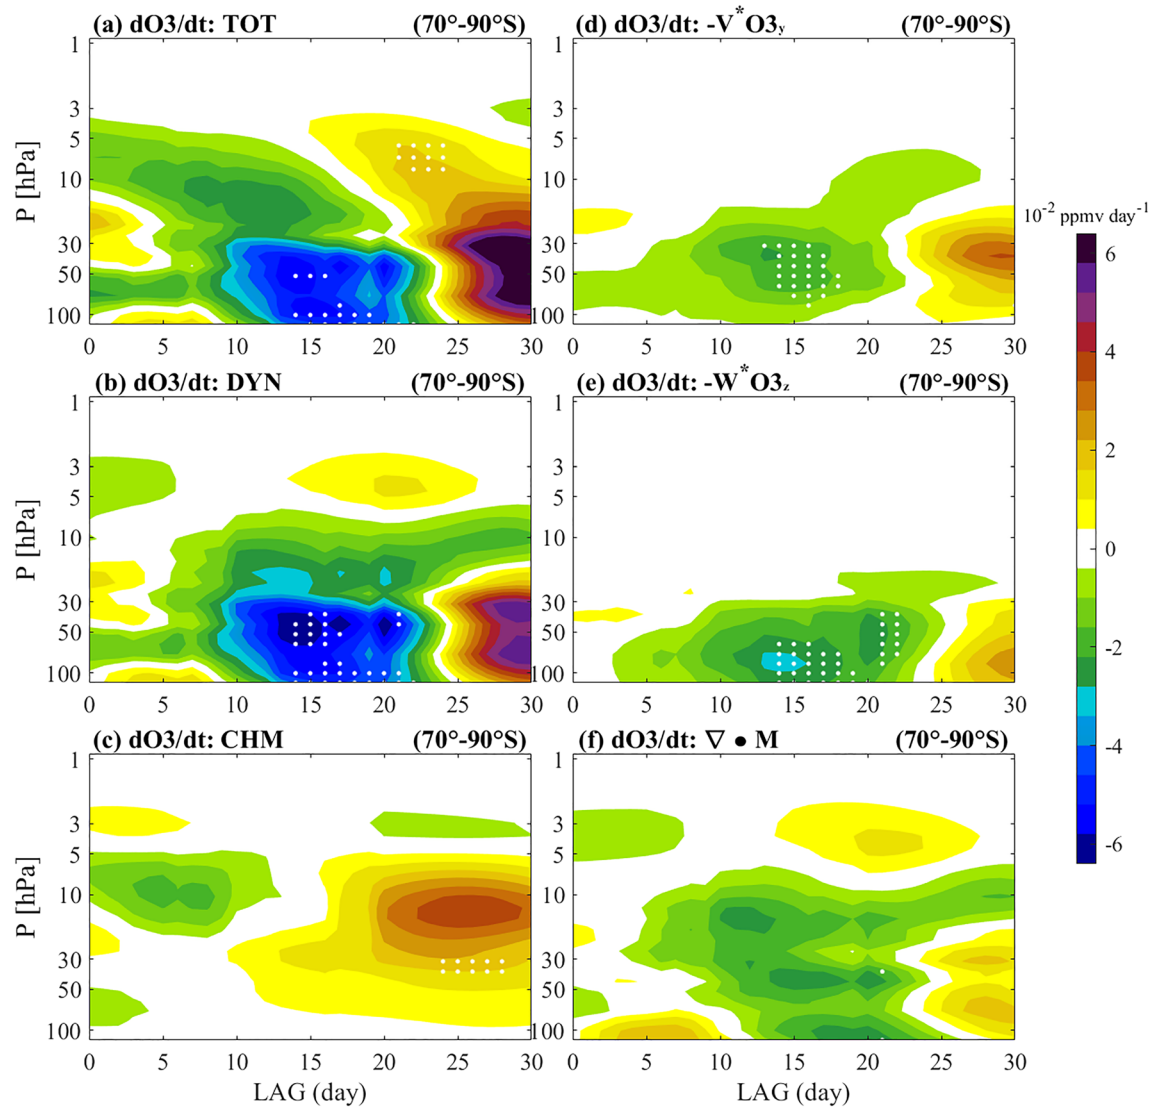 (a) dO3/dt: TOT (70°-90°S)
P [hPa]
1
3
5
10
30
50
100
0 5 10 15 20 25 30
(d) dO3/dt: -V*O3y (70°-90°S)
1
3
5
10
30
50
100
0 5 10 15 20 25 30
(b) dO3/dt: DYN (70°-90°S)
P [hPa]
1
3
5
10
30
50
100
0 5 10 15 20 25 30
(e) dO3/dt: -W*O3z (70°-90°S)
1
3
5
10
30
50
100
0 5 10 15 20 25 30
(c) dO3/dt: CHM (70°-90°S)
P [hPa]
1
3
5
10
30
50
100
0 5 10 15 20 25 30
LAG (day)
(f) dO3/dt: ∇ • M (70°-90°S)
1
3
5
10
30
50
100
0 5 10 15 20 25 30
LAG (day)
10-2 ppmv day-1
6
4
2
0
-2
-4
-6